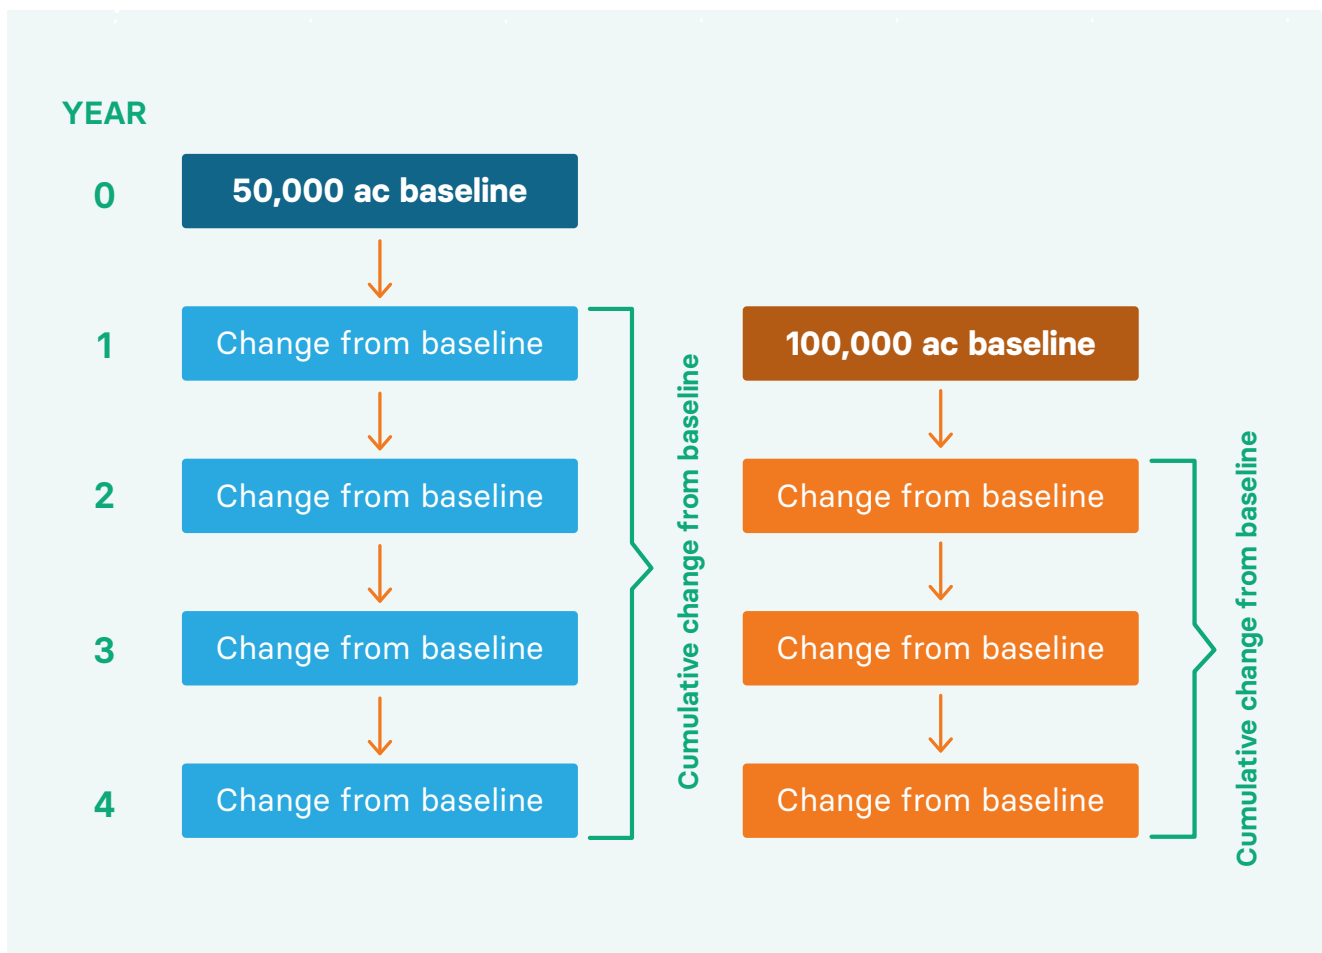 YEAR
0
50,000 ac baseline
1
Change from baseline
100,000 ac baseline
2
Change from baseline
Change from baseline
3
Change from baseline
Change from baseline
4
Change from baseline
Change from baseline
Cumulative change from baseline
Cumulative change from baseline